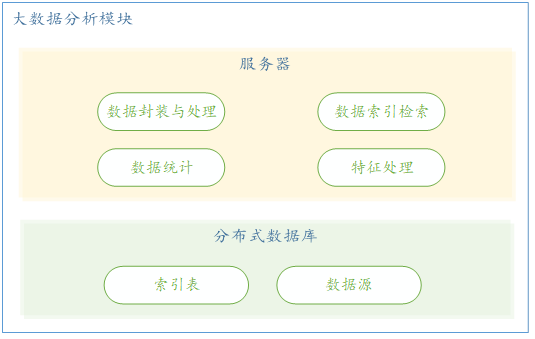 大数据分析模块
服务器
数据封装与处理
数据索引检索
数据统计
特征处理
分布式数据库
索引表
数据源